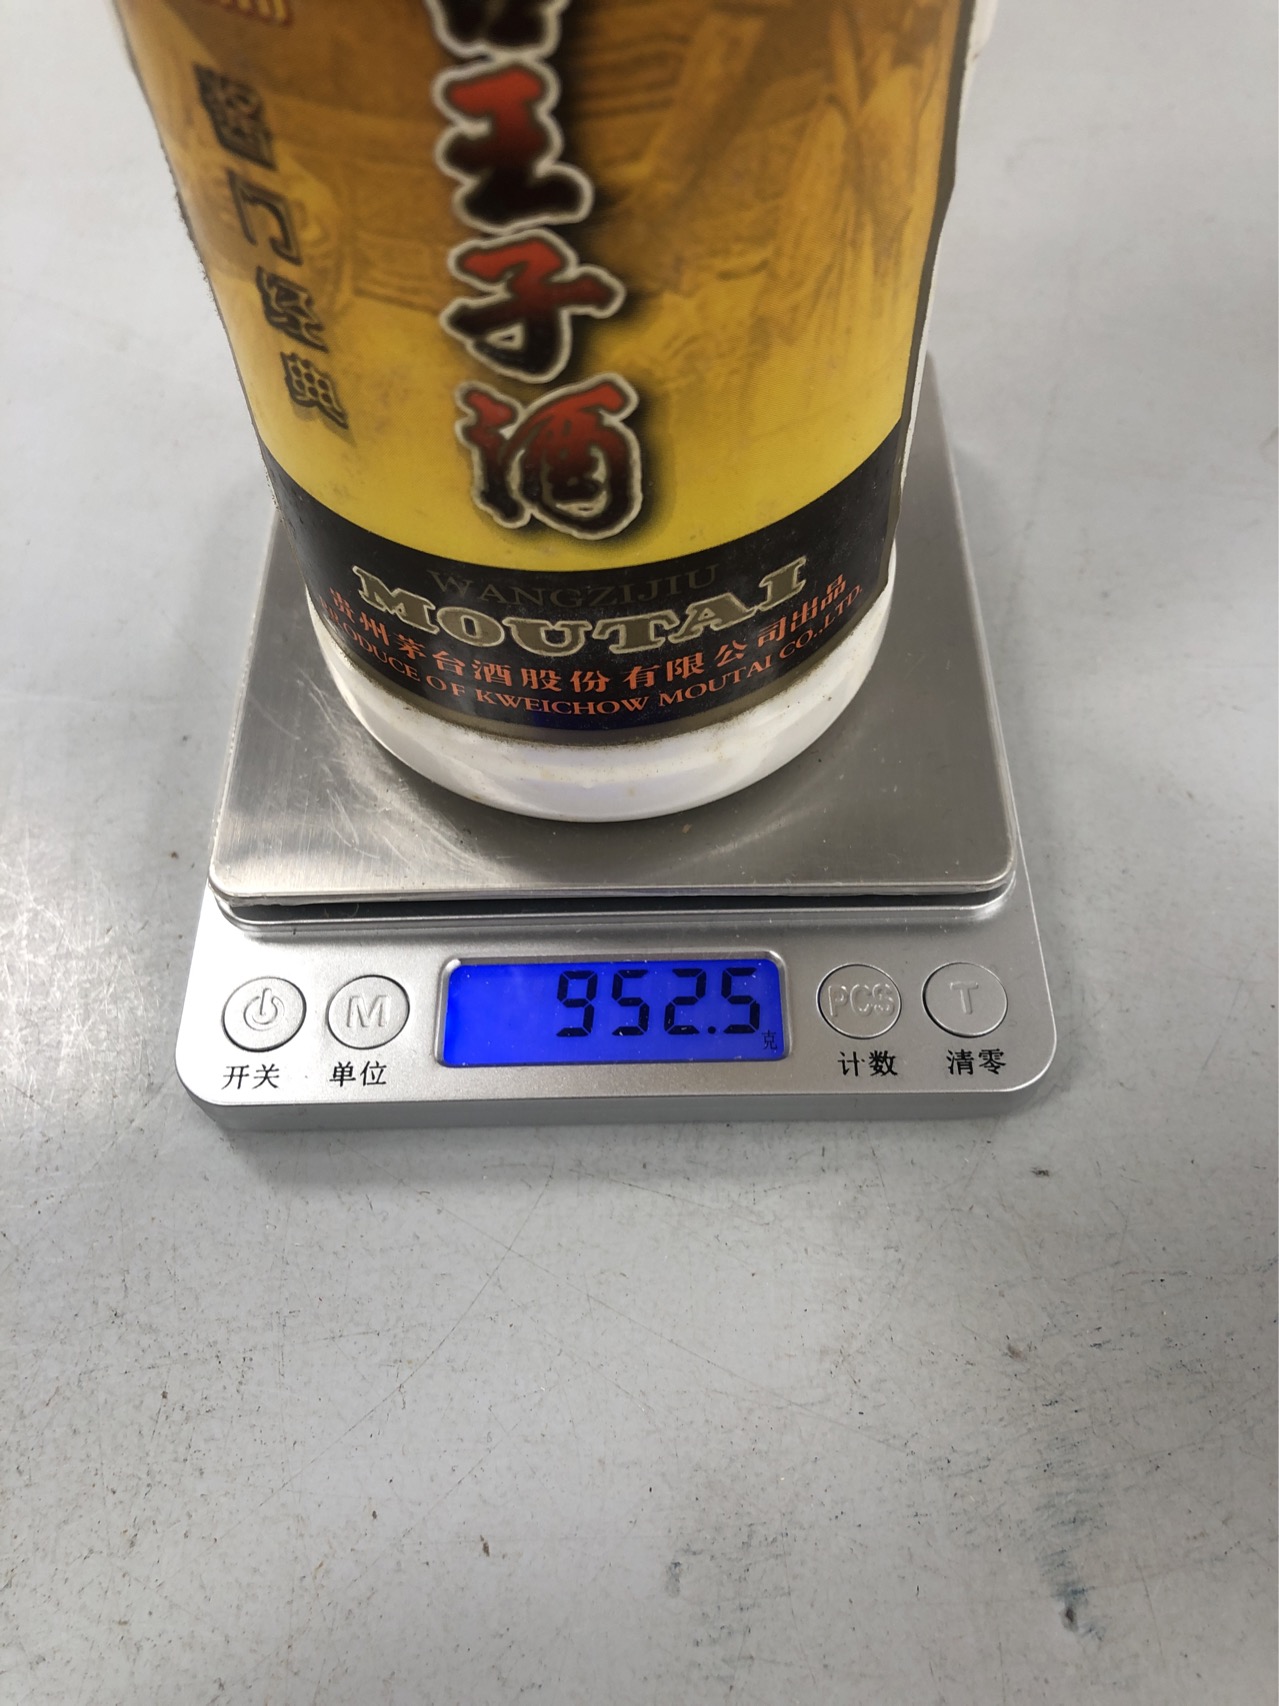 酱门经典
王子酒
WANGZIJIU
MOUTAI
贵州茅台酒股份有限公司出品
PRODUCE OF KWEICHOW MOUTAI CO.,LTD.
952.5
克
M
PCS
T
开关
单位
计数
清零